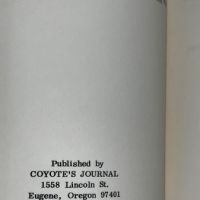 Published by
COYOTE'S JOURNAL
1558 Lincoln St.
Eugene, Oregon 97401